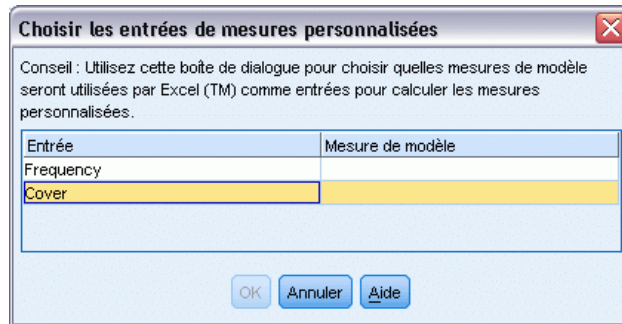 Choisir les entrées de mesures personnalisées
Conseil : Utilisez cette boîte de dialogue pour choisir quelles mesures de modèle
seront utilisées par Excel (TM) comme entrées pour calculer les mesures
personnalisées.
Entrée Mesure de modèle
Frequency
Cover
OK Annuler Aide